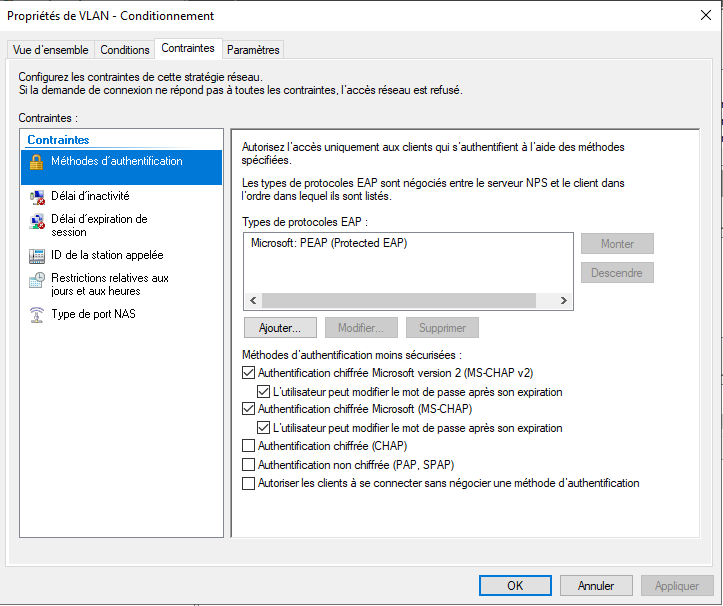 Propriétés de VLAN - Conditionnement
Vue d'ensemble
Conditions
Contraintes
Paramètres
Configurez les contraintes de cette stratégie réseau.
Si la demande de connexion ne répond pas à toutes les contraintes, l'accès réseau est refusé.
Contraintes :
Contraintes
Méthodes d'authentification
Délai d'inactivité
Délai d'expiration de
session
ID de la station appelée
Restrictions relatives aux
jours et aux heures
Type de port NAS
Autorisez l'accès uniquement aux clients qui s'authentifient à l'aide des méthodes
spécifiées.
Les types de protocoles EAP sont négociés entre le serveur NPS et le client dans
l'ordre dans lequel ils sont listés.
Types de protocoles EAP :
Microsoft: PEAP (Protected EAP)
Monter
Descendre
Ajouter...
Modifier...
Supprimer
Méthodes d'authentification moins sécurisées :
Authentification chiffrée Microsoft version 2 (MS-CHAP v2)
L'utilisateur peut modifier le mot de passe après son expiration
Authentification chiffrée Microsoft (MS-CHAP)
L'utilisateur peut modifier le mot de passe après son expiration
Authentification chiffrée (CHAP)
Authentification non chiffrée (PAP, SPAP)
Autoriser les clients à se connecter sans négocier une méthode d'authentification
OK
Annuler
Appliquer